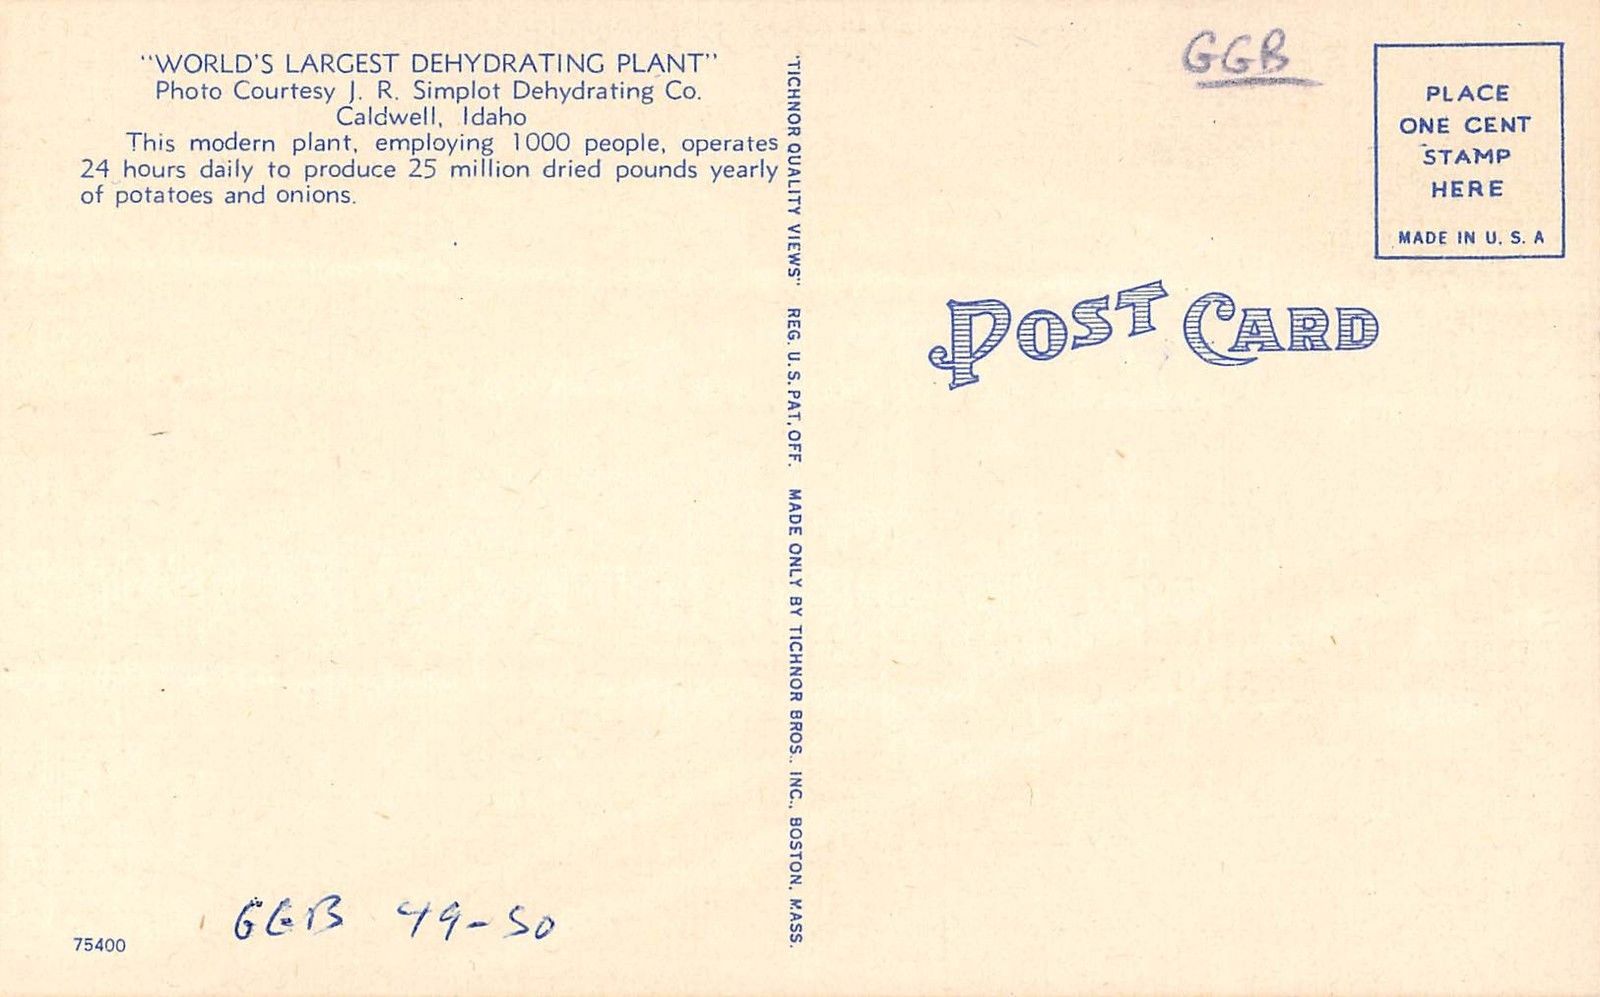 "WORLD'S LARGEST DEHYDRATING PLANT"
Photo Courtesy J. R. Simplot Dehydrating Co.
Caldwell, Idaho
This modern plant, employing 1000 people, operates
24 hours daily to produce 25 million dried pounds yearly
of potatoes and onions.
GGB 49-50
75400
"TICHNOR QUALITY VIEWS" REG. U. S. PAT. OFF. MADE ONLY BY TICHNOR BROS., INC., BOSTON, MASS.
GGB
PLACE
ONE CENT
STAMP
HERE
MADE IN U. S. A
POST CARD